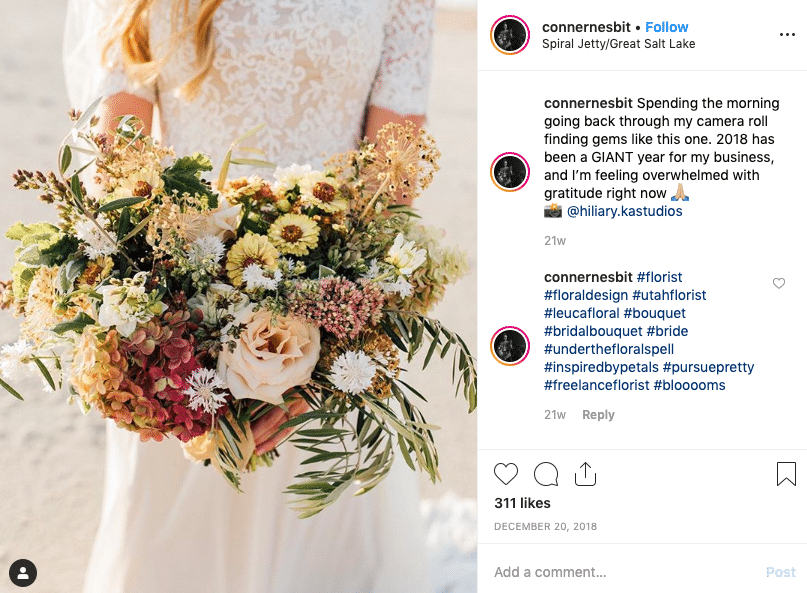 connernesbit • Follow
Spiral Jetty/Great Salt Lake
connernesbit Spending the morning
going back through my camera roll
finding gems like this one. 2018 has
been a GIANT year for my business,
and I'm feeling overwhelmed with
gratitude right now 🙏🏼
📸 @hiliary.kastudios
21w
connernesbit #florist
#floraldesign #utahflorist
#leucafloral #bouquet
#bridalbouquet #bride
#underthefloralspell
#inspiredbypetals #pursuepretty
#freelanceflorist #blooooms
21w Reply
311 likes
DECEMBER 20, 2018
Add a comment... Post